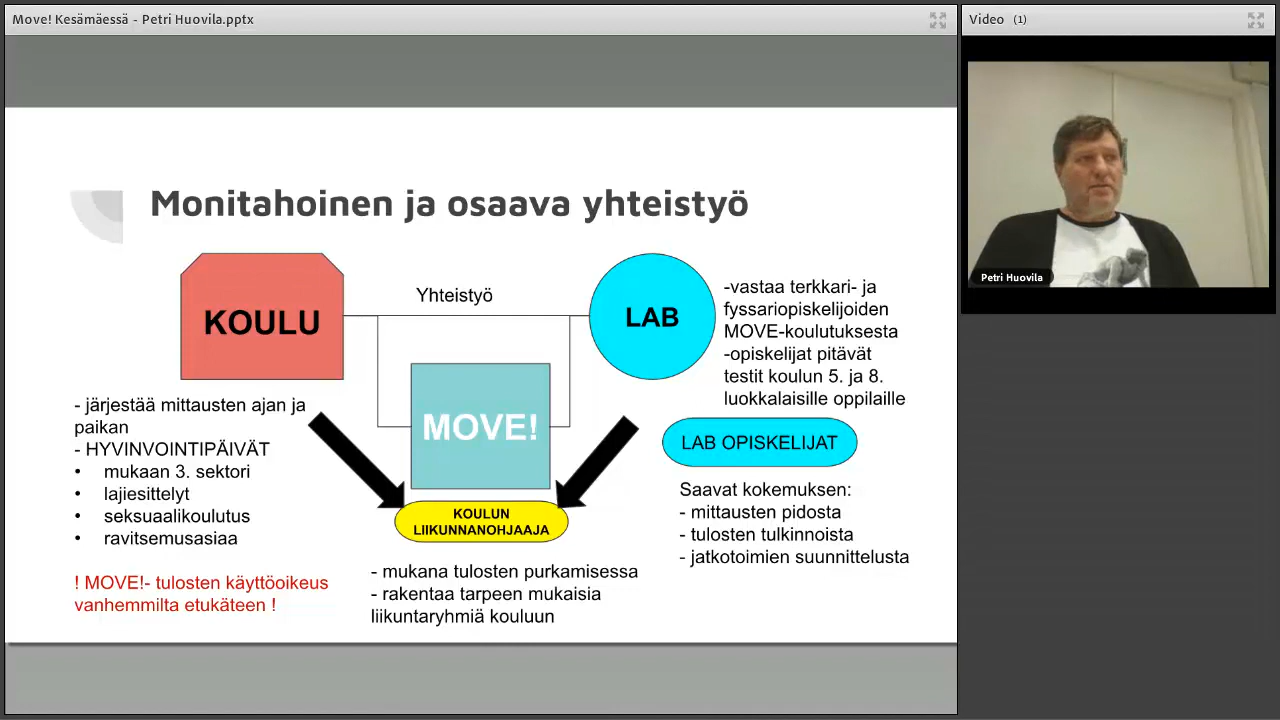 Move! Kesämäessä - Petri Huovila.pptx
Video (1)
Monitahoinen ja osaava yhteistyö
KOULU
Yhteistyö
LAB
-vastaa terkkari- ja
fyssariopiskelijoiden
MOVE-koulutuksesta
-opiskelijat pitävät
testit koulun 5. ja 8.
luokkalaisille oppilaille
MOVE!
- järjestää mittausten ajan ja
paikan
- HYVINVOINTIPÄIVÄT
• mukaan 3. sektori
• lajiesittelyt
• seksuaalikoulutus
• ravitsemusasiaa
! MOVE!- tulosten käyttöoikeus
vanhemmilta etukäteen !
KOULUN
LIIKUNNANOHJAAJA
- mukana tulosten purkamisessa
- rakentaa tarpeen mukaisia
liikuntaryhmiä kouluun
LAB OPISKELIJAT
Saavat kokemuksen:
- mittausten pidosta
- tulosten tulkinnoista
- jatkotoimien suunnittelusta
Petri Huovila